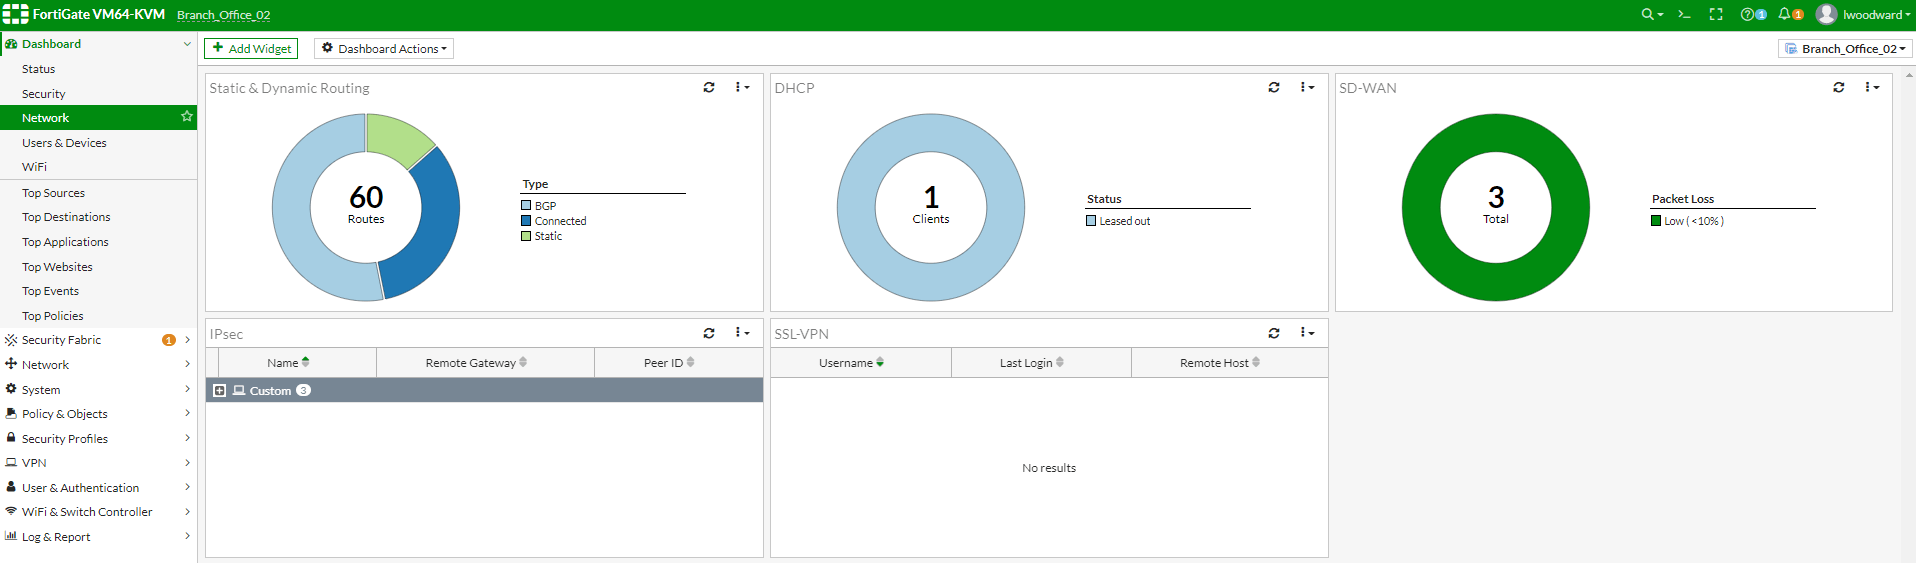 FortiGate VM64-KVM Branch_Office_02 1 1 lwoodward
Dashboard
Status
Security
Network
Users & Devices
WiFi
Top Sources
Top Destinations
Top Applications
Top Websites
Top Events
Top Policies
Security Fabric 1
Network
System
Policy & Objects
Security Profiles
VPN
User & Authentication
WiFi & Switch Controller
Log & Report
+ Add Widget Dashboard Actions Branch_Office_02
Static & Dynamic Routing
60
Routes
Type
BGP
Connected
Static
DHCP
1
Clients
Status
Leased out
SD-WAN
3
Total
Packet Loss
Low ( <10% )
IPsec
Name Remote Gateway Peer ID
Custom 3
SSL-VPN
Username Last Login Remote Host
No results